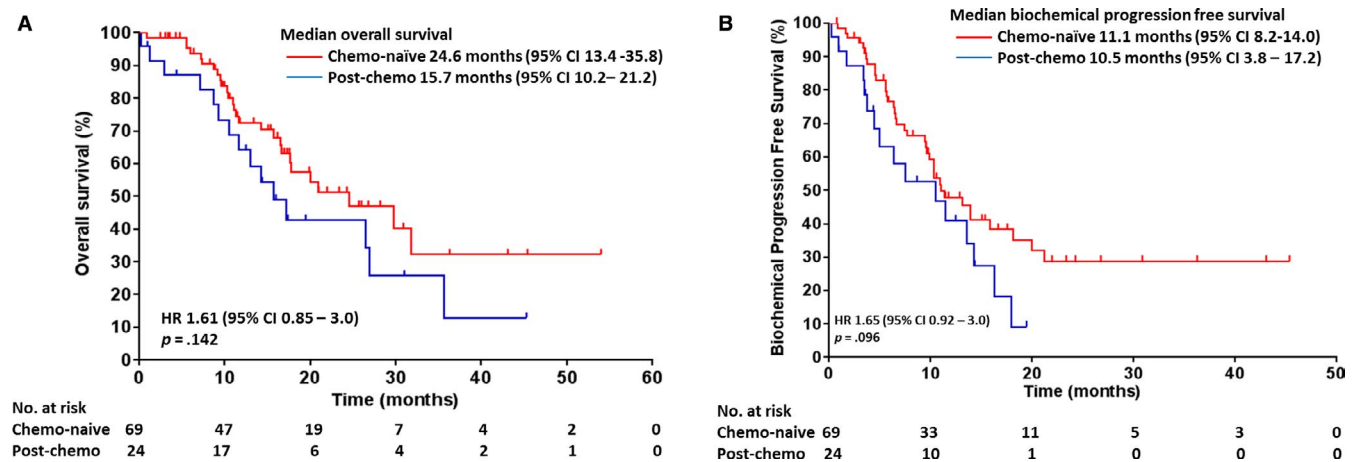 A
Median overall survival
Chemo-naïve 24.6 months (95% CI 13.4 -35.8)
Post-chemo 15.7 months (95% CI 10.2– 21.2)
Overall survival (%)
100
90
80
70
60
50
40
30
20
10
0
HR 1.61 (95% CI 0.85 – 3.0)
p = .142
0 10 20 30 40 50 60
Time (months)
No. at risk
Chemo-naive 69 47 19 7 4 2 0
Post-chemo 24 17 6 4 2 1 0
B
Median biochemical progression free survival
Chemo-naïve 11.1 months (95% CI 8.2-14.0)
Post-chemo 10.5 months (95% CI 3.8 – 17.2)
Biochemical Progression Free Survival (%)
100
90
80
70
60
50
40
30
20
10
0
HR 1.65 (95% CI 0.92 – 3.0)
p = .096
0 10 20 30 40 50
Time (months)
No. at risk
Chemo-naive 69 33 11 5 3 0
Post-chemo 24 10 1 0 0 0